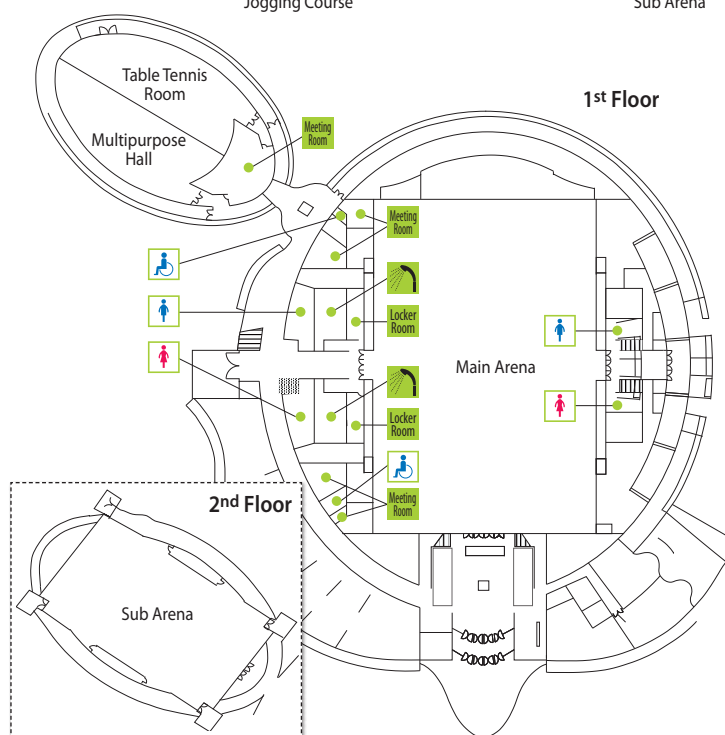 Jogging Course
Sub Arena
1st Floor
Table Tennis
Room
Multipurpose
Hall
Meeting
Room
Meeting
Room
Locker
Room
Main Arena
Locker
Room
Meeting
Room
2nd Floor
Sub Arena